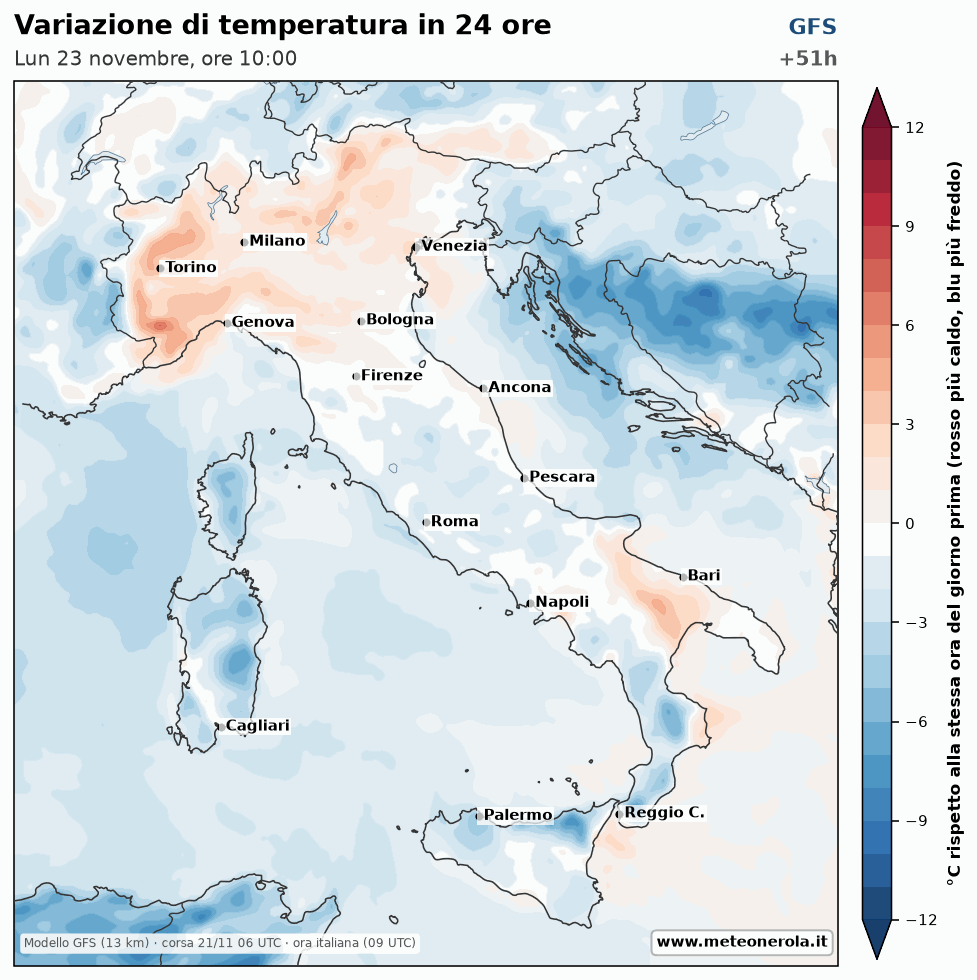 Variazione di temperatura in 24 ore
GFS
Lun 23 novembre, ore 10:00
+51h
Milano
Venezia
Torino
Genova
Bologna
Firenze
Ancona
Pescara
Roma
Bari
Napoli
Cagliari
Palermo
Reggio C.
12
9
6
3
0
−3
−6
−9
−12
°C rispetto alla stessa ora del giorno prima (rosso più caldo, blu più freddo)
Modello GFS (13 km) · corsa 21/11 06 UTC · ora italiana (09 UTC)
www.meteonerola.it